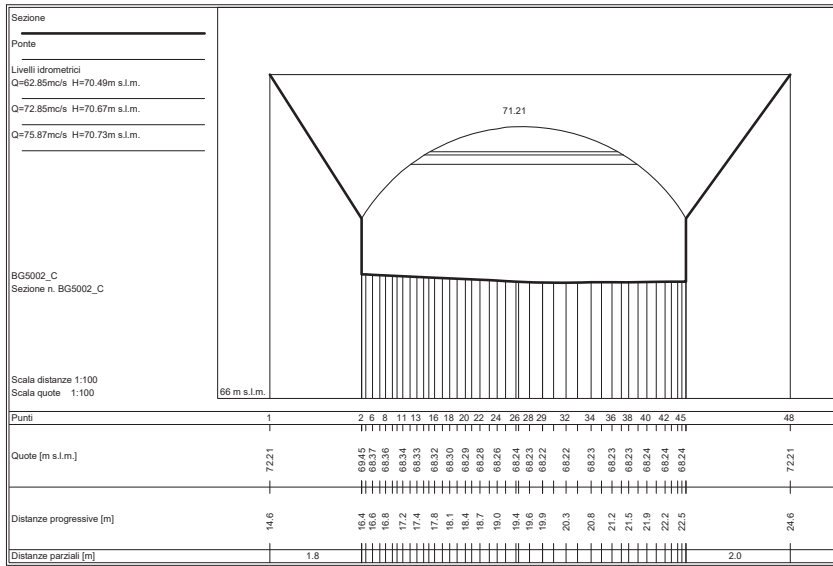 Sezione
Ponte
Livelli idrometrici
Q=62.85mc/s H=70.49m s.l.m.
Q=72.85mc/s H=70.67m s.l.m.
Q=75.87mc/s H=70.73m s.l.m.
71.21
BG5002_C
Sezione n. BG5002_C
Scala distanze 1:100
Scala quote 1:100
66 m s.l.m.
Punti 1 2 6 8 11 13 16 18 20 22 24 26 28 29 32 34 36 38 40 42 45 48
Quote [m s.l.m.] 72.21 69.45 68.37 68.36 68.34 68.33 68.32 68.30 68.29 68.28 68.26 68.24 68.23 68.22 68.22 68.23 68.23 68.23 68.24 68.24 68.24 72.21
Distanze progressive [m] 14.6 16.4 16.6 16.8 17.2 17.4 17.8 18.1 18.4 18.7 19.0 19.4 19.6 19.9 20.3 20.8 21.2 21.5 21.9 22.2 22.5 24.6
Distanze parziali [m] 1.8 2.0